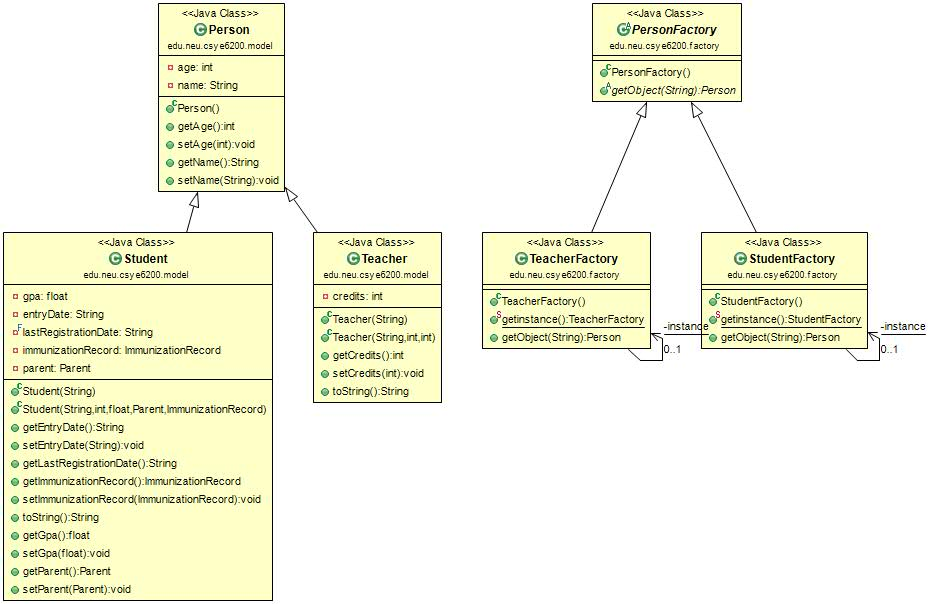 <<Java Class>>
Person
edu.neu.csye6200.model
age: int
name: String
Person()
getAge():int
setAge(int):void
getName():String
setName(String):void
<<Java Class>>
PersonFactory
edu.neu.csye6200.factory
PersonFactory()
getObject(String):Person
<<Java Class>>
Student
edu.neu.csye6200.model
gpa: float
entryDate: String
lastRegistrationDate: String
immunizationRecord: ImmunizationRecord
parent: Parent
Student(String)
Student(String,int,float,Parent,ImmunizationRecord)
getEntryDate():String
setEntryDate(String):void
getLastRegistrationDate():String
getImmunizationRecord():ImmunizationRecord
setImmunizationRecord(ImmunizationRecord):void
toString():String
getGpa():float
setGpa(float):void
getParent():Parent
setParent(Parent):void
<<Java Class>>
Teacher
edu.neu.csye6200.model
credits: int
Teacher(String)
Teacher(String,int,int)
getCredits():int
setCredits(int):void
toString():String
<<Java Class>>
TeacherFactory
edu.neu.csye6200.factory
TeacherFactory()
getinstance():TeacherFactory
getObject(String):Person
-instance
0..1
<<Java Class>>
StudentFactory
edu.neu.csye6200.factory
StudentFactory()
getinstance():StudentFactory
getObject(String):Person
-instance
0..1